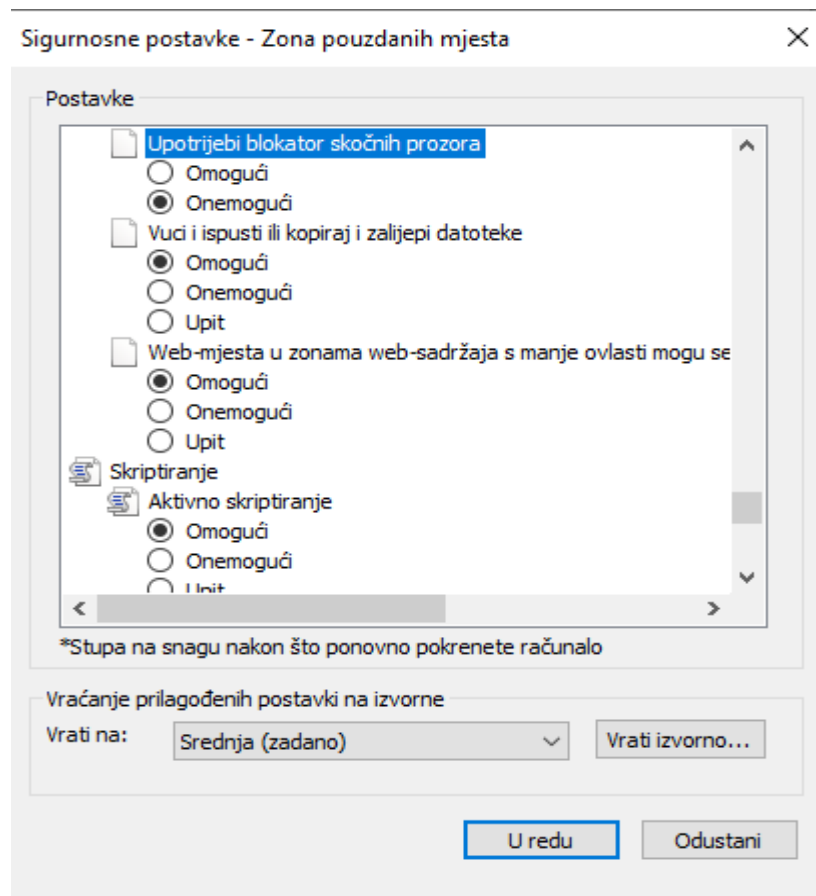 Sigurnosne postavke - Zona pouzdanih mjesta
Postavke
Upotrijebi blokator skočnih prozora
Omogući
Onemogući
Vuci i ispusti ili kopiraj i zalijepi datoteke
Omogući
Onemogući
Upit
Web-mjesta u zonama web-sadržaja s manje ovlasti mogu se
Omogući
Onemogući
Upit
Skriptiranje
Aktivno skriptiranje
Omogući
Onemogući
Upit
*Stupa na snagu nakon što ponovno pokrenete računalo
Vraćanje prilagođenih postavki na izvorne
Vrati na:
Srednja (zadano)
Vrati izvorno...
U redu
Odustani